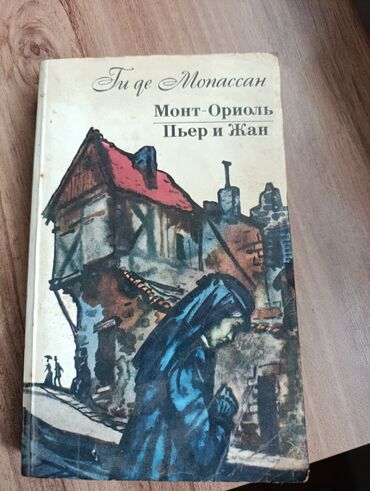 Ги де Мопассан
Монт-Ориоль
Пьер и Жан